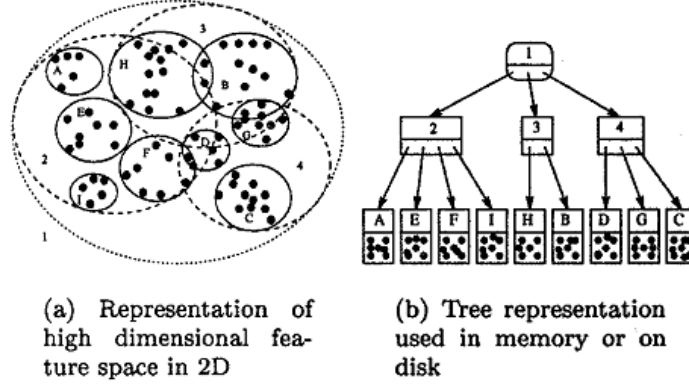 3
A
H
B
E
G
D
F
2
4
I
C
1
1
2 3 4
A E F I H B D G C
(a) Representation of
high dimensional fea-
ture space in 2D
(b) Tree representation
used in memory or on
disk